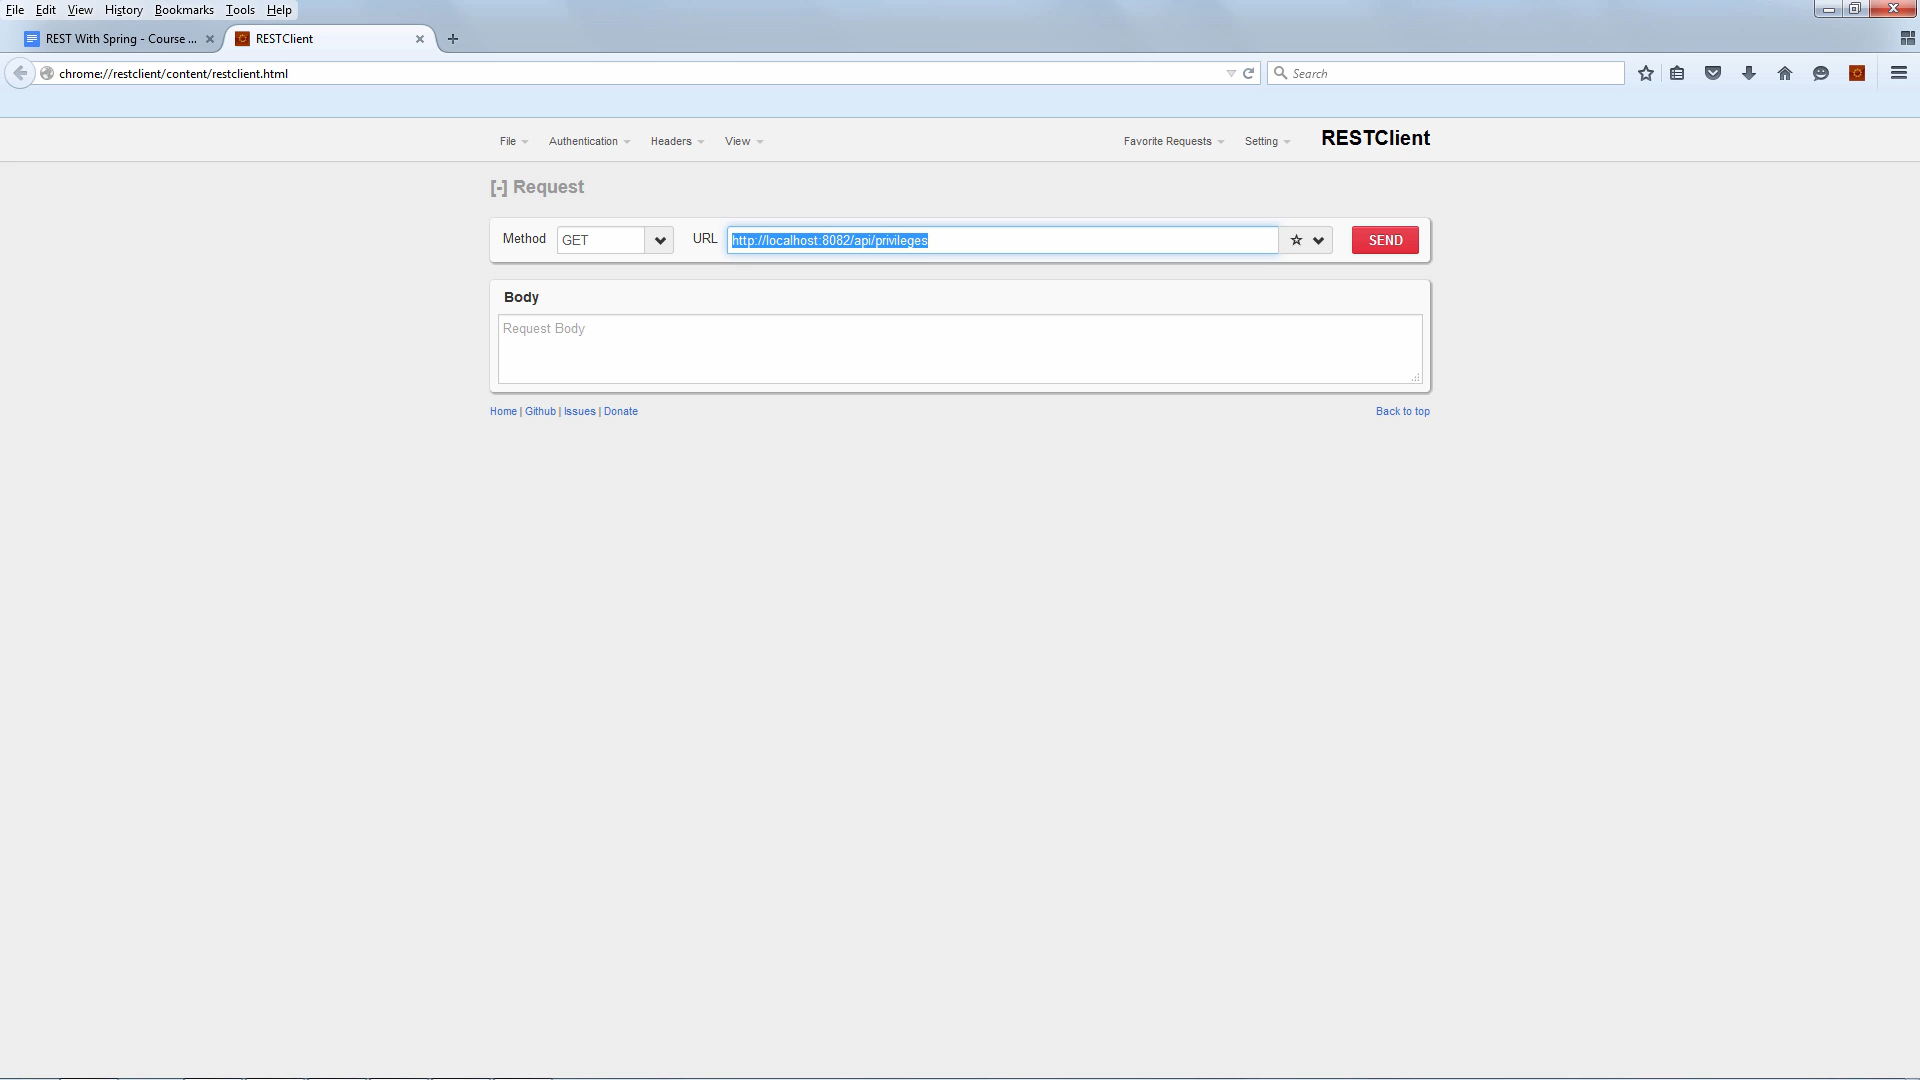 File Edit View History Bookmarks Tools Help
REST With Spring - Course ... RESTClient
chrome://restclient/content/restclient.html Search
File Authentication Headers View Favorite Requests Setting RESTClient
[-] Request
Method GET URL http://localhost:8082/api/privileges SEND
Body
Request Body
Home | Github | Issues | Donate Back to top